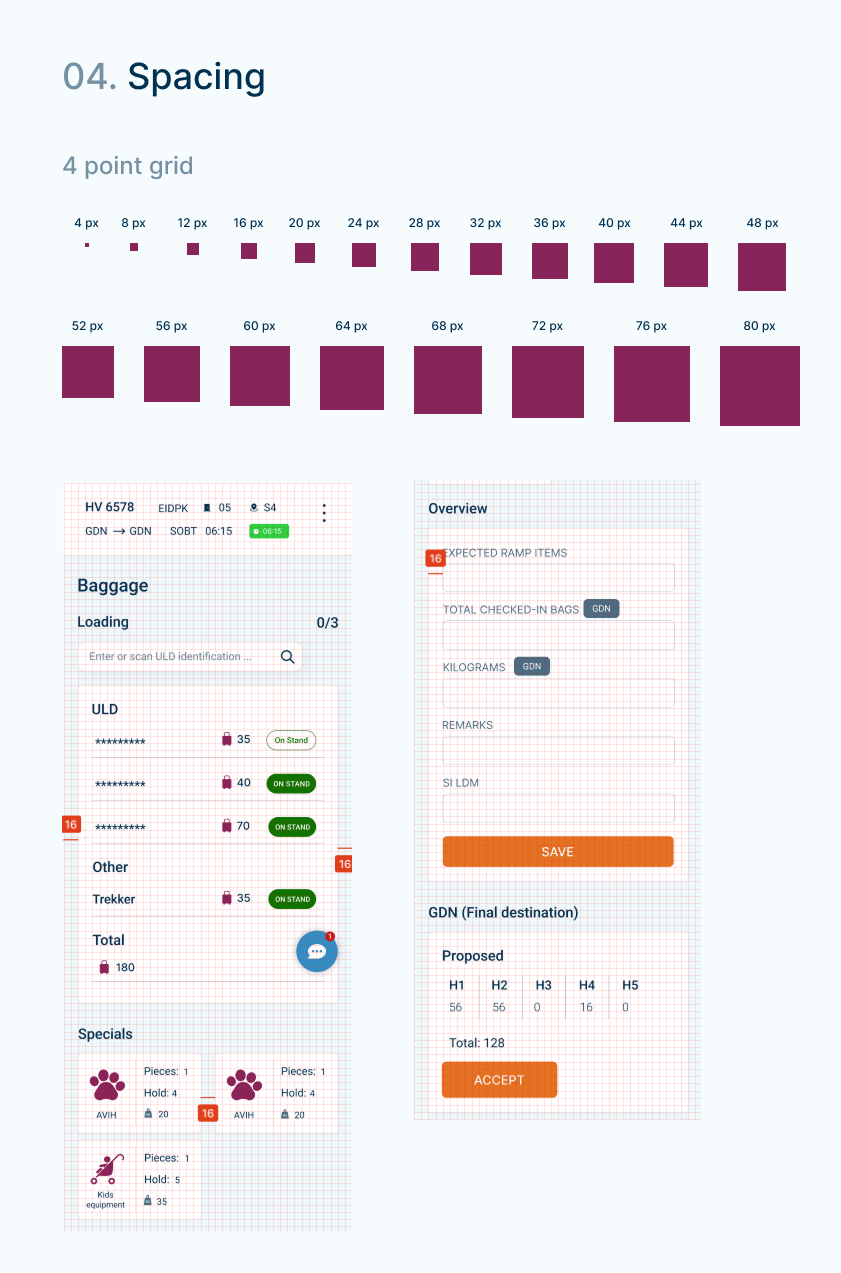 04. Spacing
4 point grid
4 px 8 px 12 px 16 px 20 px 24 px 28 px 32 px 36 px 40 px 44 px 48 px
52 px 56 px 60 px 64 px 68 px 72 px 76 px 80 px
HV 6578 EIDPK 05 S4
GDN → GDN SOBT 06:15 06:15
Baggage
Loading 0/3
Enter or scan ULD identification ...
ULD
********* 35 On Stand
********* 40 ON STAND
********* 70 ON STAND
16
16
Other
Trekker 35 ON STAND
Total
1
180
Specials
Pieces: 1
Hold: 4
AVIH 20
16
Pieces: 1
Hold: 4
AVIH 20
Pieces: 1
Hold: 5
Kids
equipment
35
Overview
16
EXPECTED RAMP ITEMS
TOTAL CHECKED-IN BAGS GDN
KILOGRAMS GDN
REMARKS
SI LDM
SAVE
GDN (Final destination)
Proposed
H1 H2 H3 H4 H5
56 56 0 16 0
Total: 128
ACCEPT